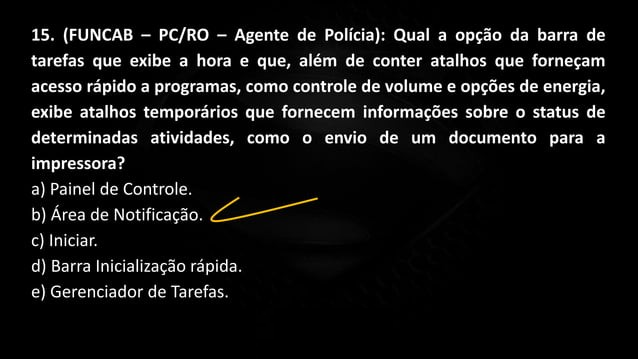 15. (FUNCAB – PC/RO – Agente de Polícia): Qual a opção da barra de
tarefas que exibe a hora e que, além de conter atalhos que forneçam
acesso rápido a programas, como controle de volume e opções de energia,
exibe atalhos temporários que fornecem informações sobre o status de
determinadas atividades, como o envio de um documento para a
impressora?
a) Painel de Controle.
b) Área de Notificação.
c) Iniciar.
d) Barra Inicialização rápida.
e) Gerenciador de Tarefas.